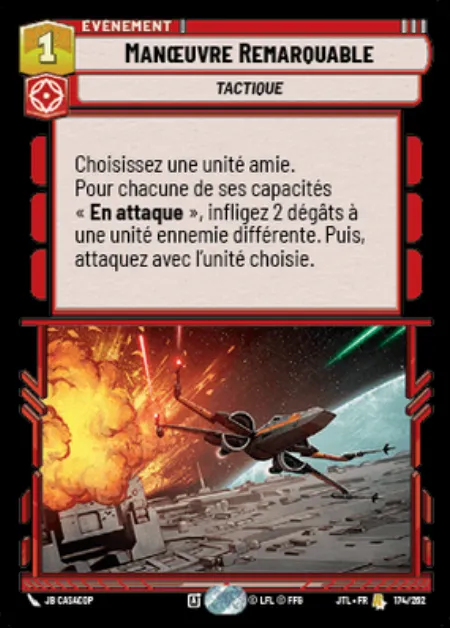 ÉVÉNEMENT
1
MANŒUVRE REMARQUABLE
TACTIQUE
Choisissez une unité amie.
Pour chacune de ses capacités
« En attaque », infligez 2 dégâts à
une unité ennemie différente. Puis,
attaquez avec l'unité choisie.
JB CASACOP
© LFL © FFG
JTL • FR
174/262